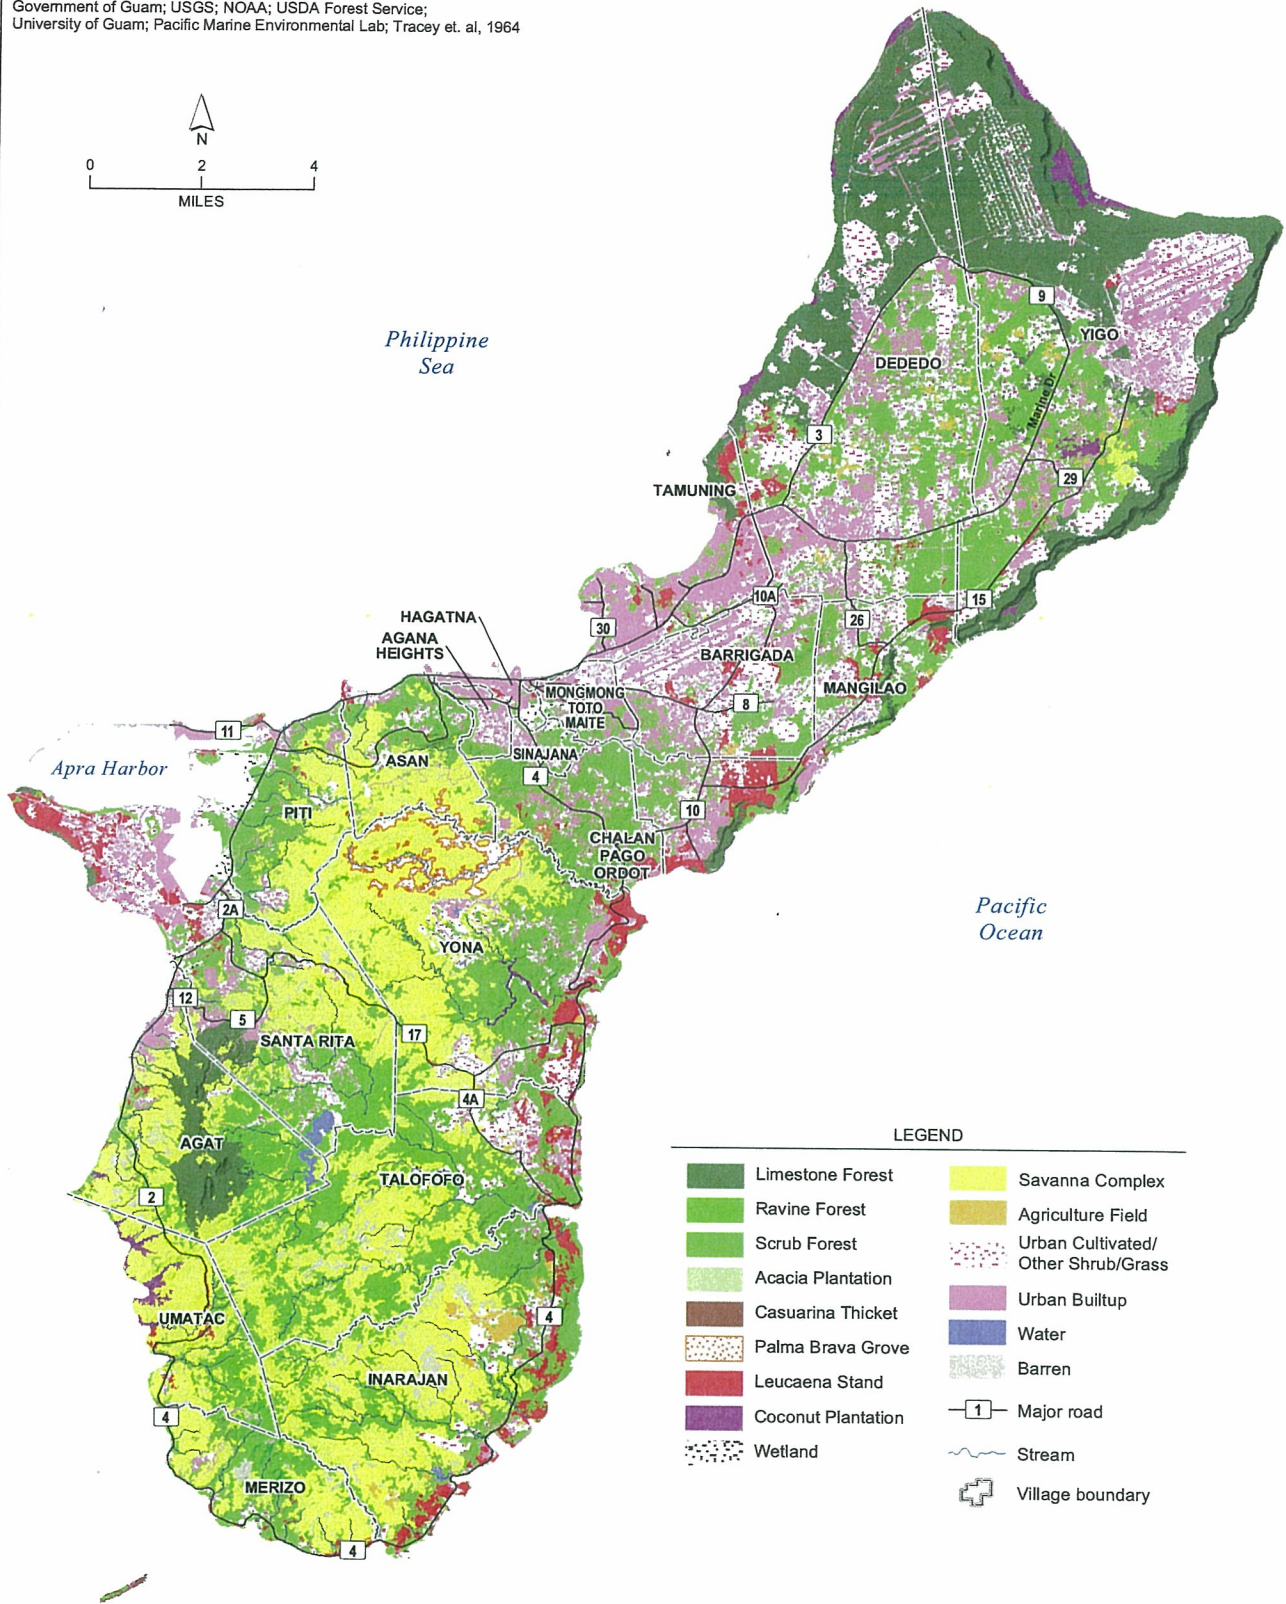 Government of Guam; USGS; NOAA; USDA Forest Service;
University of Guam; Pacific Marine Environmental Lab; Tracey et. al, 1964
N
0 2 4
MILES
Philippine
Sea
9
YIGO
DEDEDO
Marine Dr
3
29
TAMUNING
10A
15
HAGATNA
30
26
AGANA
HEIGHTS
BARRIGADA
MONGMONG
TOTO
MAITE
MANGILAO
8
11
SINAJANA
Apra Harbor
ASAN
4
PITI
10
CHALAN
PAGO
ORDOT
2A
Pacific
Ocean
YONA
12
5
SANTA RITA
17
4A
AGAT
TALOFOFO
2
UMATAC
4
INARAJAN
4
MERIZO
4
LEGEND
Limestone Forest
Ravine Forest
Scrub Forest
Acacia Plantation
Casuarina Thicket
Palma Brava Grove
Leucaena Stand
Coconut Plantation
Wetland
Savanna Complex
Agriculture Field
Urban Cultivated/
Other Shrub/Grass
Urban Builtup
Water
Barren
1 Major road
Stream
Village boundary